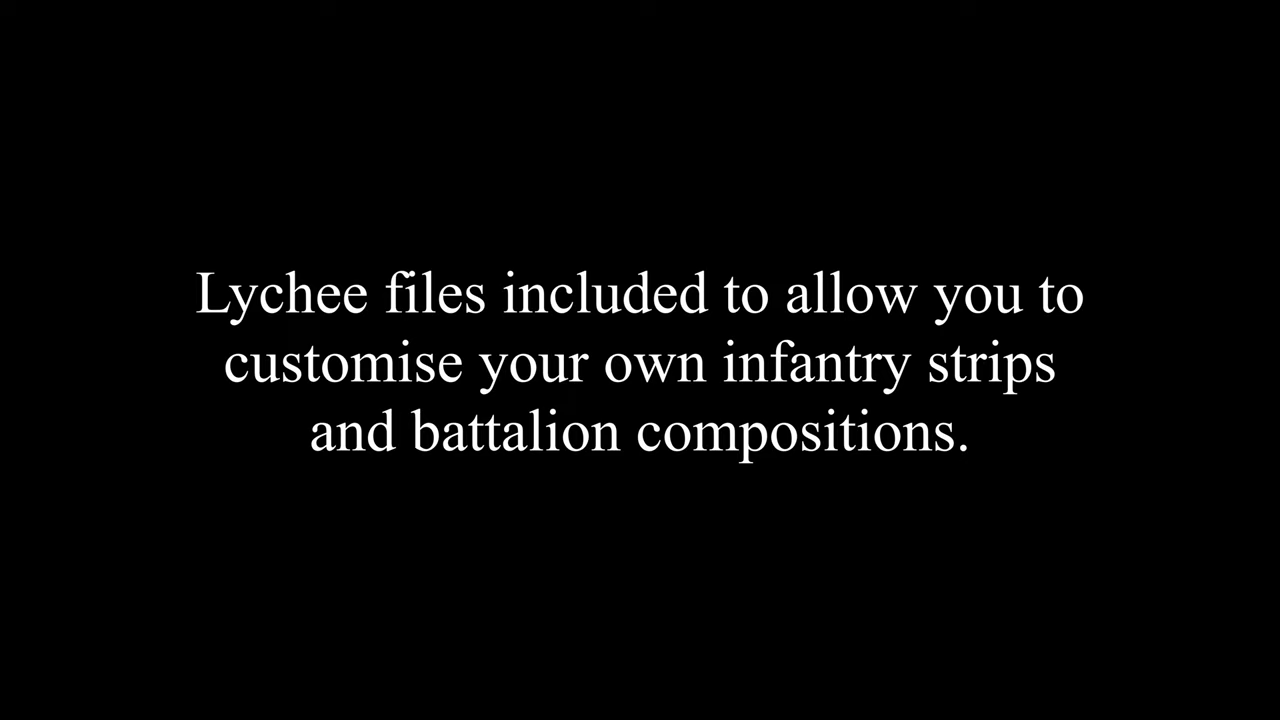 Lychee files included to allow you to
customise your own infantry strips
and battalion compositions.